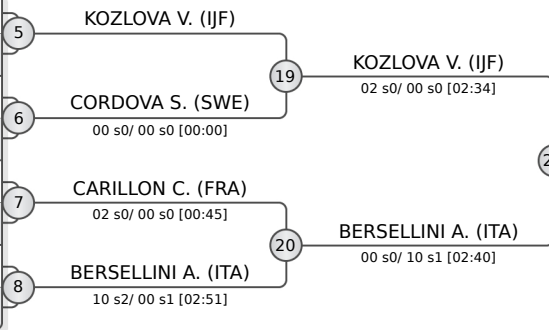 5
KOZLOVA V. (IJF)
19
KOZLOVA V. (IJF)
02 s0/ 00 s0 [02:34]
6
CORDOVA S. (SWE)
00 s0/ 00 s0 [00:00]
7
CARILLON C. (FRA)
02 s0/ 00 s0 [00:45]
20
BERSELLINI A. (ITA)
00 s0/ 10 s1 [02:40]
8
BERSELLINI A. (ITA)
10 s2/ 00 s1 [02:51]